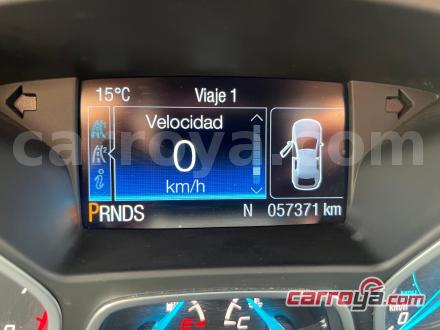 15°C Viaje 1
Velocidad
0
km/h
carroya.com
PRNDS N 057371 km
carroya.com